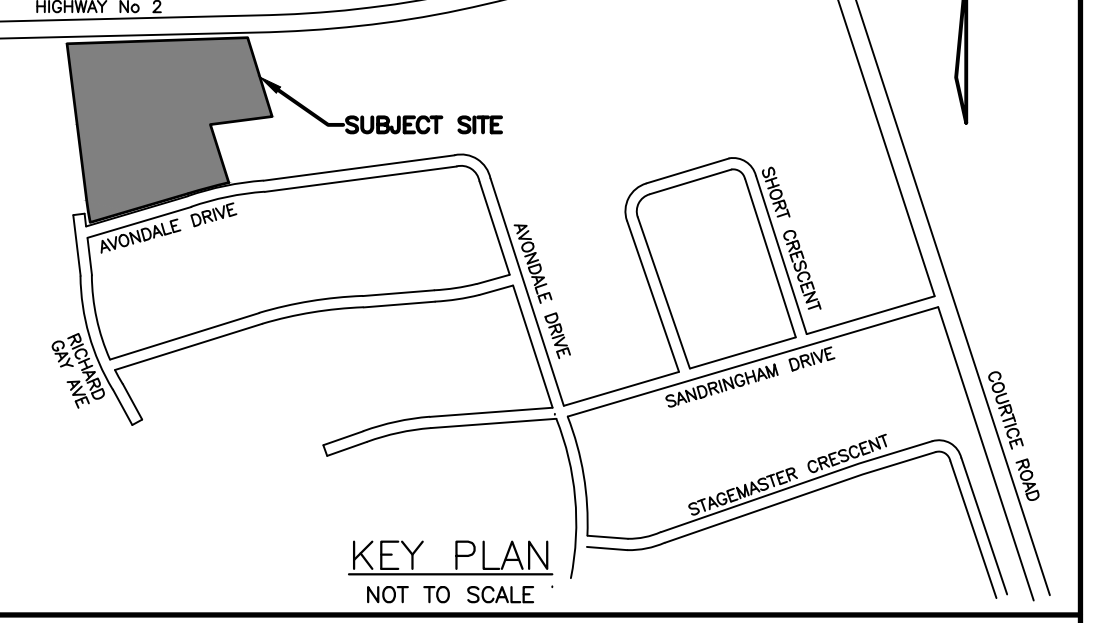 HIGHWAY No 2
SUBJECT SITE
AVONDALE DRIVE
SHORT CRESCENT
AVONDALE DRIVE
RICHARD
GAY AVE
SANDRINGHAM DRIVE
COURTICE ROAD
STAGEMASTER CRESCENT
KEY PLAN
NOT TO SCALE